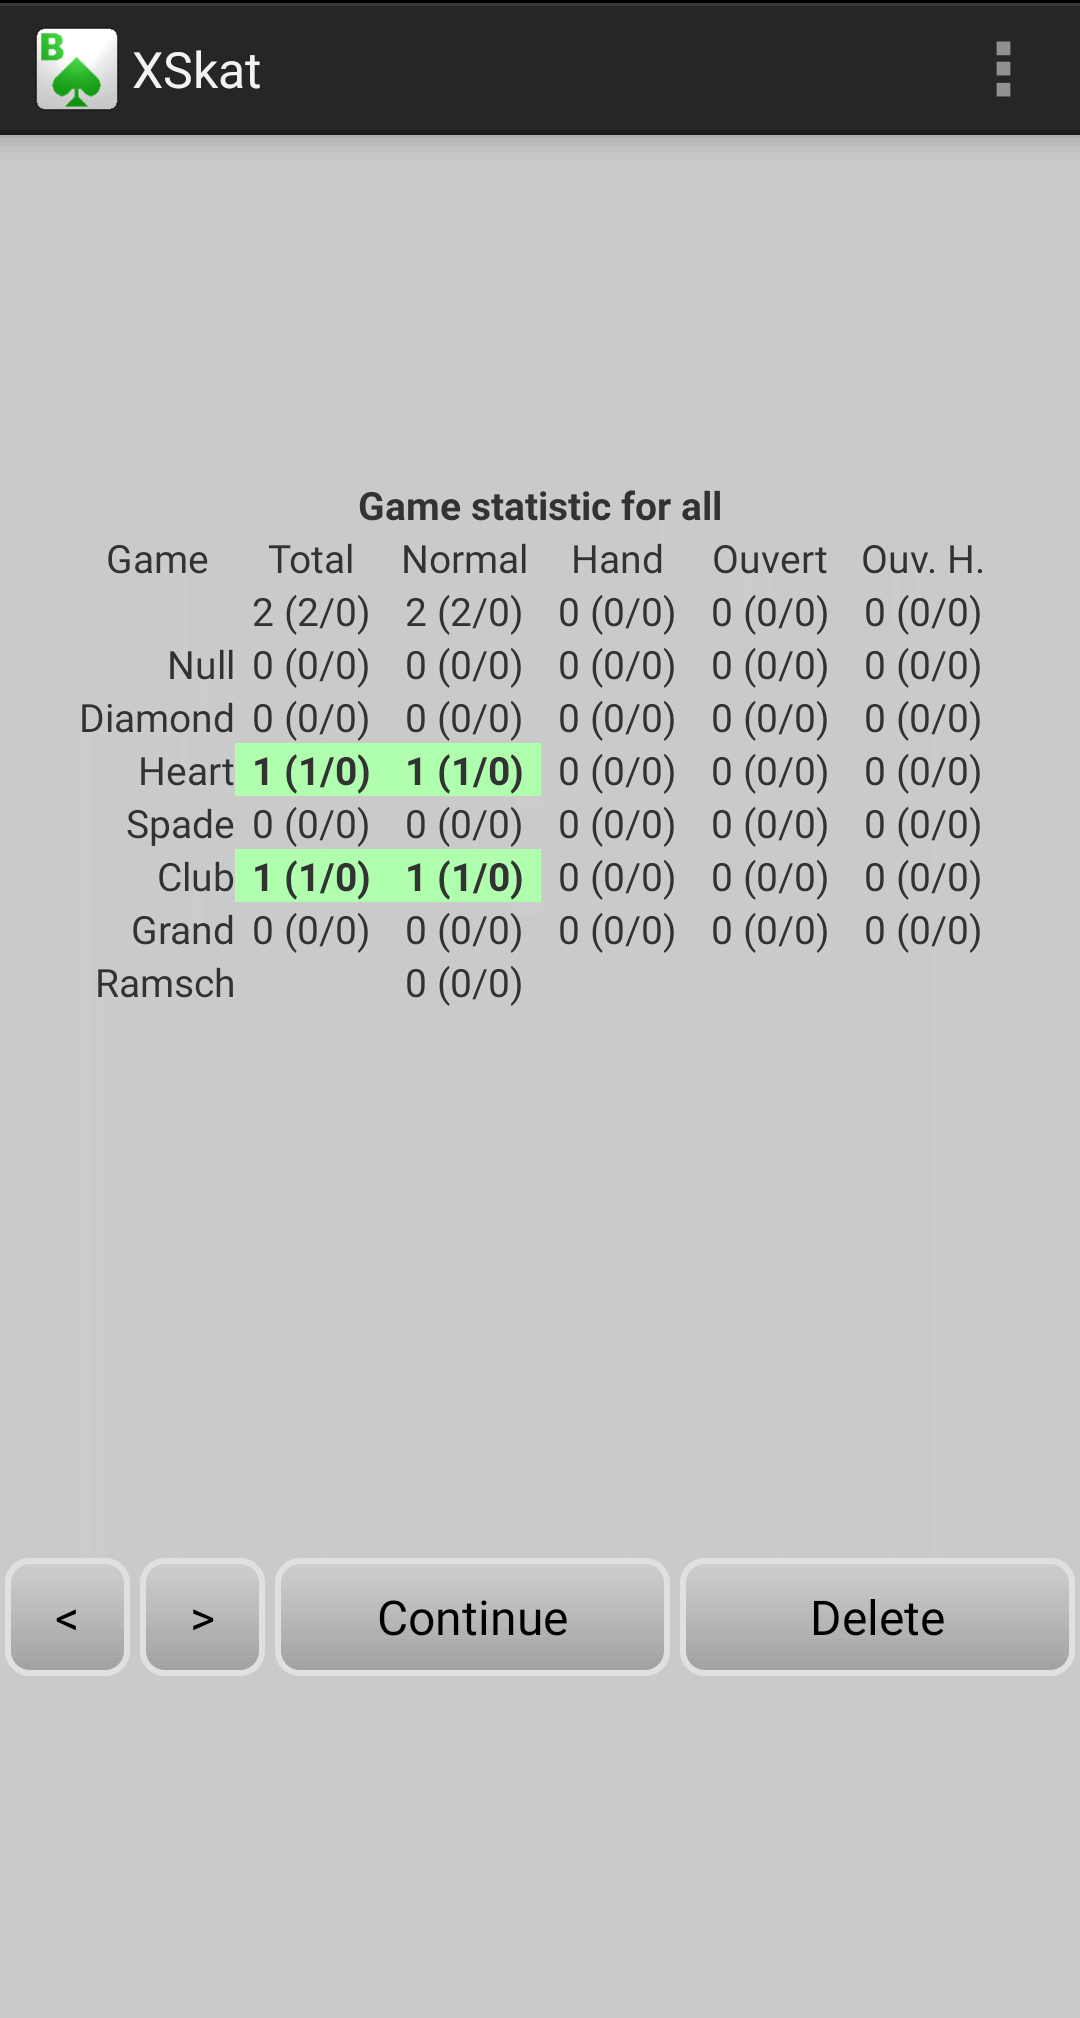 B
XSkat
Game statistic for all
Game Total Normal Hand Ouvert Ouv. H.
2 (2/0) 2 (2/0) 0 (0/0) 0 (0/0) 0 (0/0)
Null 0 (0/0) 0 (0/0) 0 (0/0) 0 (0/0) 0 (0/0)
Diamond 0 (0/0) 0 (0/0) 0 (0/0) 0 (0/0) 0 (0/0)
Heart 1 (1/0) 1 (1/0) 0 (0/0) 0 (0/0) 0 (0/0)
Spade 0 (0/0) 0 (0/0) 0 (0/0) 0 (0/0) 0 (0/0)
Club 1 (1/0) 1 (1/0) 0 (0/0) 0 (0/0) 0 (0/0)
Grand 0 (0/0) 0 (0/0) 0 (0/0) 0 (0/0) 0 (0/0)
Ramsch 0 (0/0)
< > Continue Delete